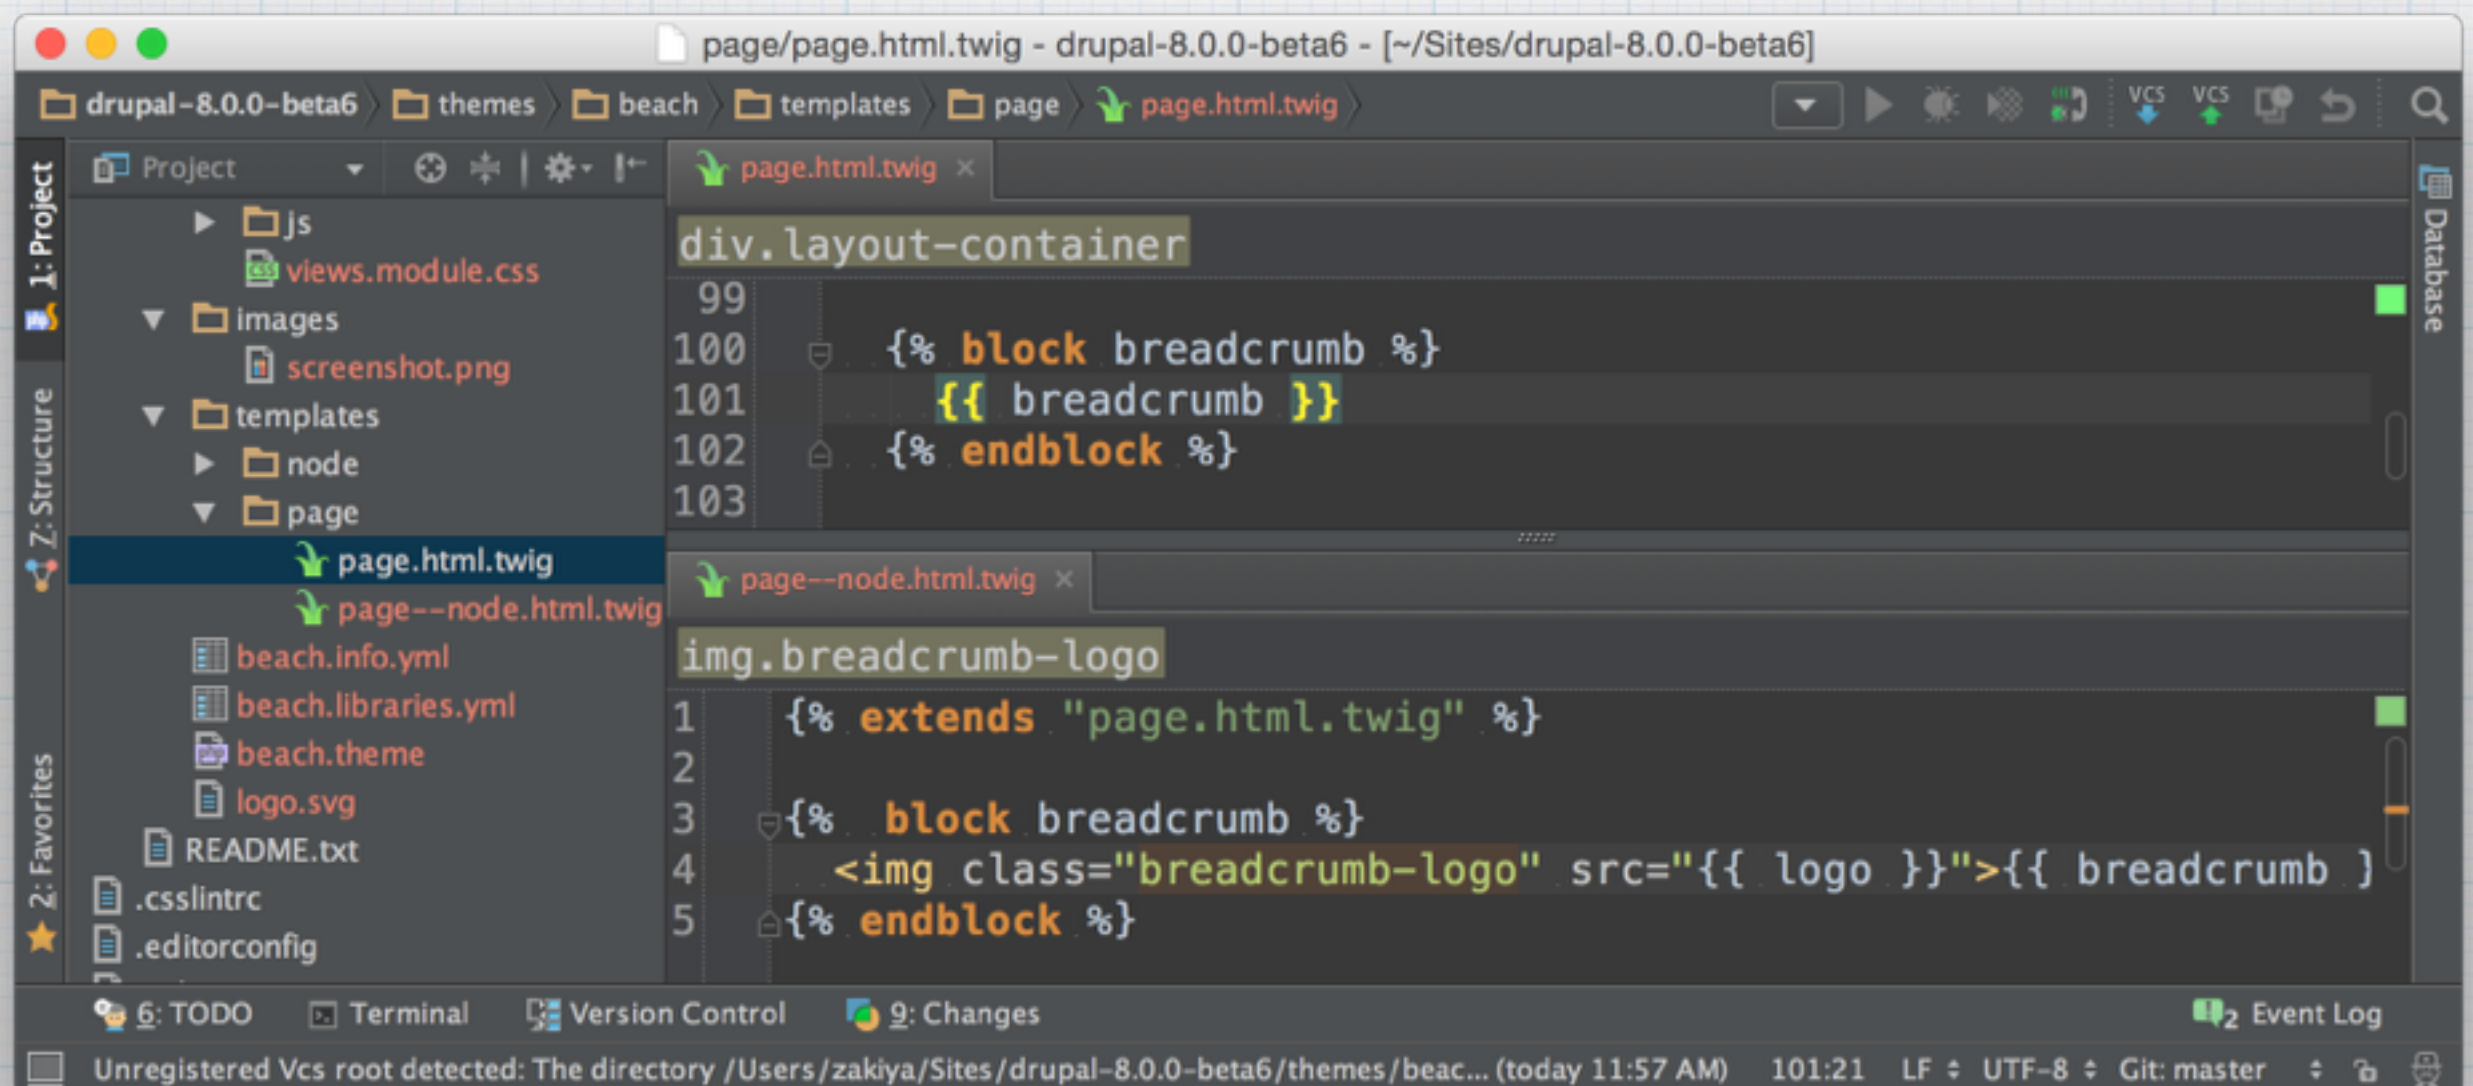 page/page.html.twig - drupal-8.0.0-beta6 - [~/Sites/drupal-8.0.0-beta6]
drupal-8.0.0-beta6 themes beach templates page page.html.twig
VCS VCS
1: Project
Z: Structure
2: Favorites
Project
js
views.module.css
images
screenshot.png
templates
node
page
page.html.twig
page--node.html.twig
beach.info.yml
beach.libraries.yml
beach.theme
logo.svg
README.txt
.csslintrc
.editorconfig
page.html.twig
div.layout-container
99
100 {% block breadcrumb %}
101 {{ breadcrumb }}
102 {% endblock %}
103
page--node.html.twig
img.breadcrumb-logo
1 {% extends "page.html.twig" %}
2
3 {% block breadcrumb %}
4 <img class="breadcrumb-logo" src="{{ logo }}">{{ breadcrumb }
5 {% endblock %}
Database
6: TODO Terminal Version Control 9: Changes 2 Event Log
Unregistered Vcs root detected: The directory /Users/zakiya/Sites/drupal-8.0.0-beta6/themes/beac... (today 11:57 AM) 101:21 LF UTF-8 Git: master